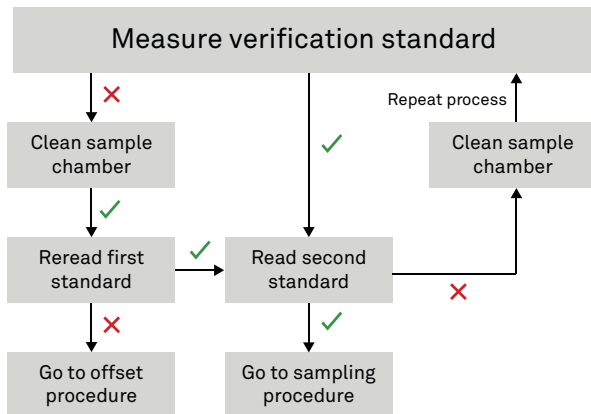 Measure verification standard
Repeat process
Clean sample
chamber
Clean sample
chamber
Reread first
standard
Read second
standard
Go to offset
procedure
Go to sampling
procedure